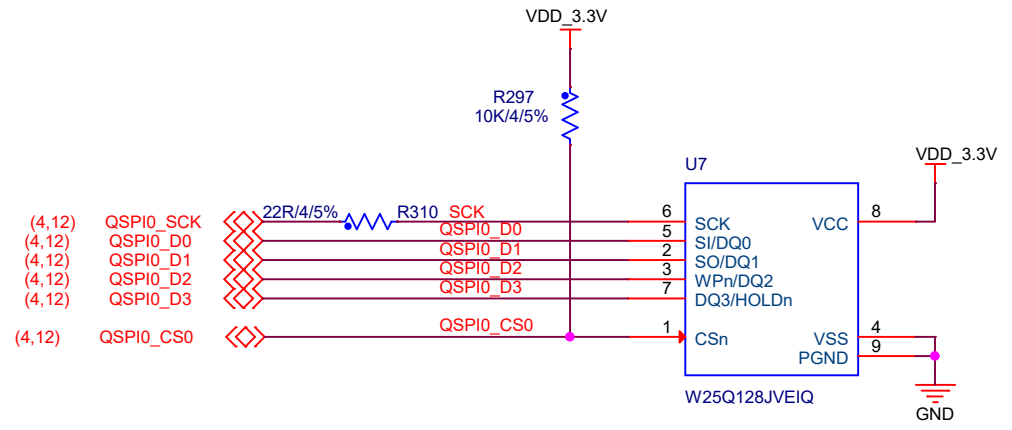 VDD_3.3V
R297
10K/4/5%
U7
VDD_3.3V
(4,12) QSPI0_SCK 22R/4/5% R310 SCK 6 SCK VCC 8
(4,12) QSPI0_D0 QSPI0_D0 5 SI/DQ0
(4,12) QSPI0_D1 QSPI0_D1 2 SO/DQ1
(4,12) QSPI0_D2 QSPI0_D2 3 WPn/DQ2
(4,12) QSPI0_D3 QSPI0_D3 7 DQ3/HOLDn
(4,12) QSPI0_CS0 QSPI0_CS0 1 CSn VSS 4
PGND 9
W25Q128JVEIQ
GND